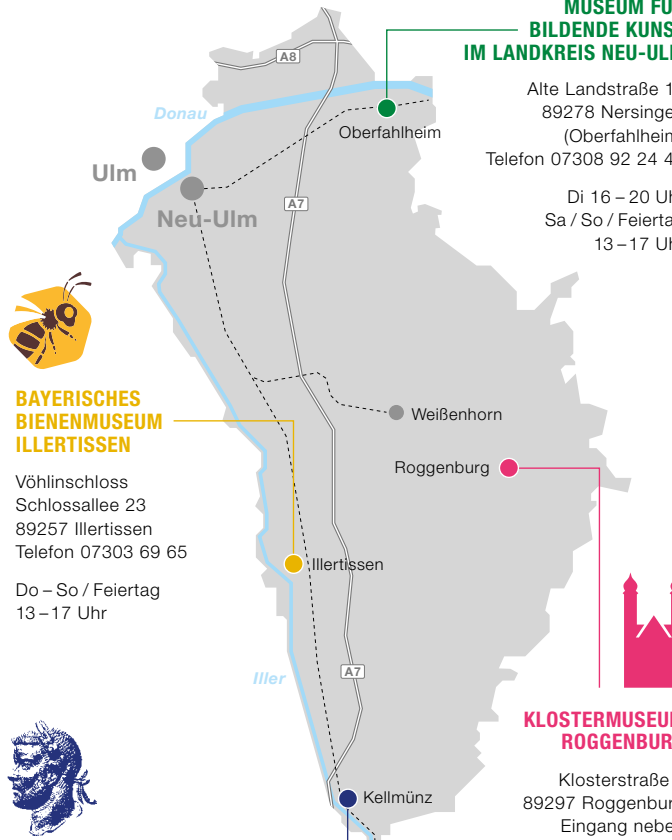 MUSEUM
BILDENDE KUNS
IM LANDKREIS NEU-UL
Alte Landstraße 1
89278 Nersinge
(Oberfahlheim
Telefon 07308 92 24 4
Di 16 – 20 Uh
Sa / So / Feierta
13 – 17 Uh
A8
Donau
Oberfahlheim
Ulm
Neu-Ulm
A7
BAYERISCHES
BIENENMUSEUM
ILLERTISSEN
Vöhlinschloss
Schlossallee 23
89257 Illertissen
Telefon 07303 69 65
Do – So / Feiertag
13 – 17 Uhr
Weißenhorn
Roggenburg
Illertissen
Iller
A7
Kellmünz
KLOSTERMUSEU
ROGGENBUR
Klosterstraße
89297 Roggenbur
Eingang nebe